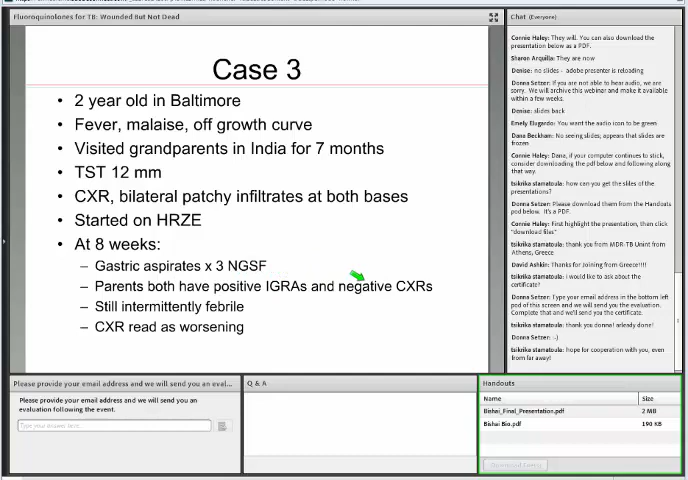 Fluoroquinolones for TB: Wounded But Not Dead
Case 3
• 2 year old in Baltimore
• Fever, malaise, off growth curve
• Visited grandparents in India for 7 months
• TST 12 mm
• CXR, bilateral patchy infiltrates at both bases
• Started on HRZE
• At 8 weeks:
– Gastric aspirates x 3 NGSF
– Parents both have positive IGRAs and negative CXRs
– Still intermittently febrile
– CXR read as worsening
Chat (Everyone)
Connie Haley: They will. You can also download the
presentation below as a PDF.
Sharon Arquilla: They are now
Denise: no slides - adobe presenter is reloading
Donna Setzer: If you are not able to hear audio, we are
sorry. We will archive this webinar and make it available
within a few weeks.
Denise: slides back
Emely Elugardo: You want the audio icon to be green
Dana Beckham: No seeing slides; appears that slides are
frozen
Connie Haley: Dana, if your computer continues to stick,
consider downloading the pdf below and following along
that way.
tsikrika stamatoula: how can you get the slites of the
presentations?
Donna Setzer: Please download them from the Handouts
pod below. It's a PDF.
Connie Haley: First highlight the presentation, then click
"download files"
tsikrika stamatoula: thank you from MDR-TB Unint from
Athens, Greece
David Ashkin: Thanks for Joining from Greece!!!!
tsikrika stamatoula: i would like to ask about the
certificate?
Donna Setzer: Type your email address in the bottom left
pod of this screen and we will send you the evaluation.
Complete that and we'll send you the certificate.
tsikrika stamatoula: thank you donna! arleady done!
Donna Setzer: :-)
tsikrika stamatoula: hope for cooperation with you, even
from far away!
Please provide your email address and we will send you an eval...
Please provide your email address and we will send you an
evaluation following the event.
Type your answer here...
Q & A
Handouts
Name Size
Bishai_Final_Presentation.pdf 2 MB
Bishai Bio.pdf 190 KB